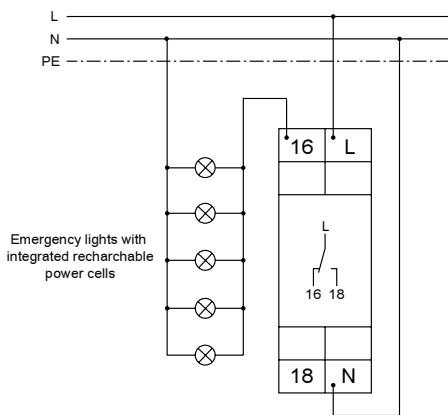 L
N
PE
16 L
Emergency lights with
integrated recharchable
power cells
L
16 18
18 N